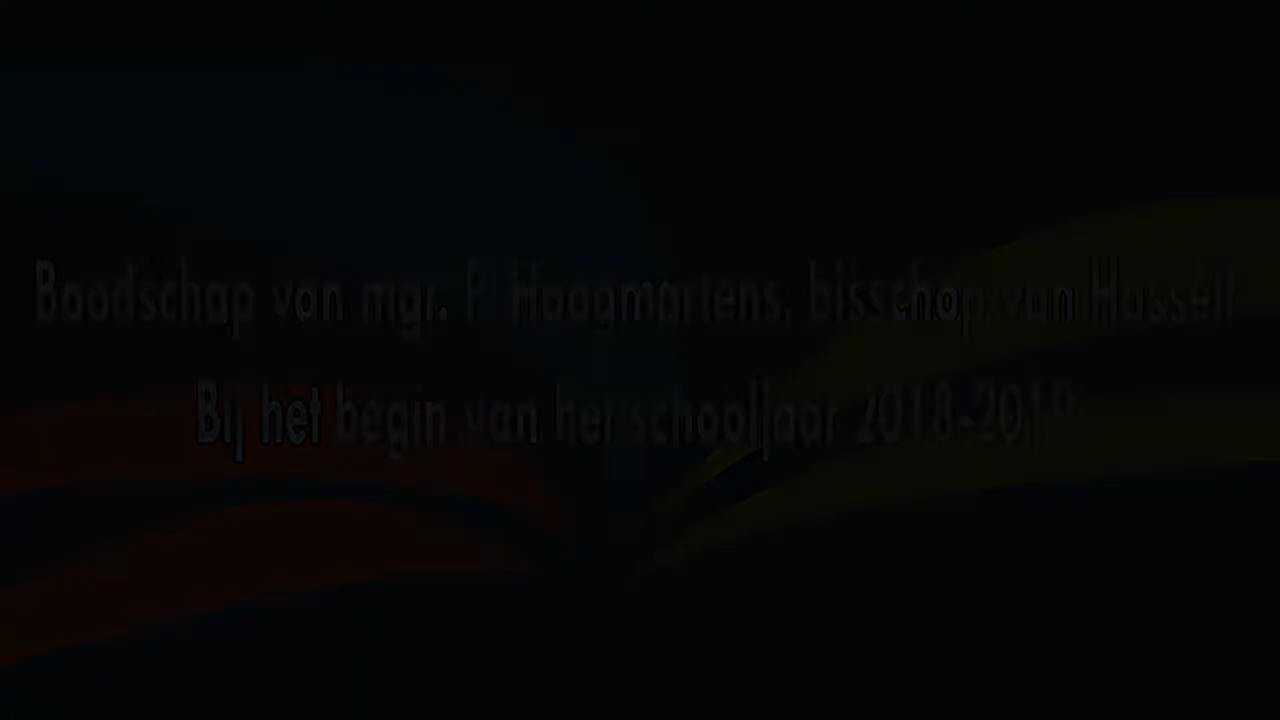 Boodschap van mgr. P. Hoogmartens, bisschop van Hasselt
Bij het begin van het schooljaar 2018-2019